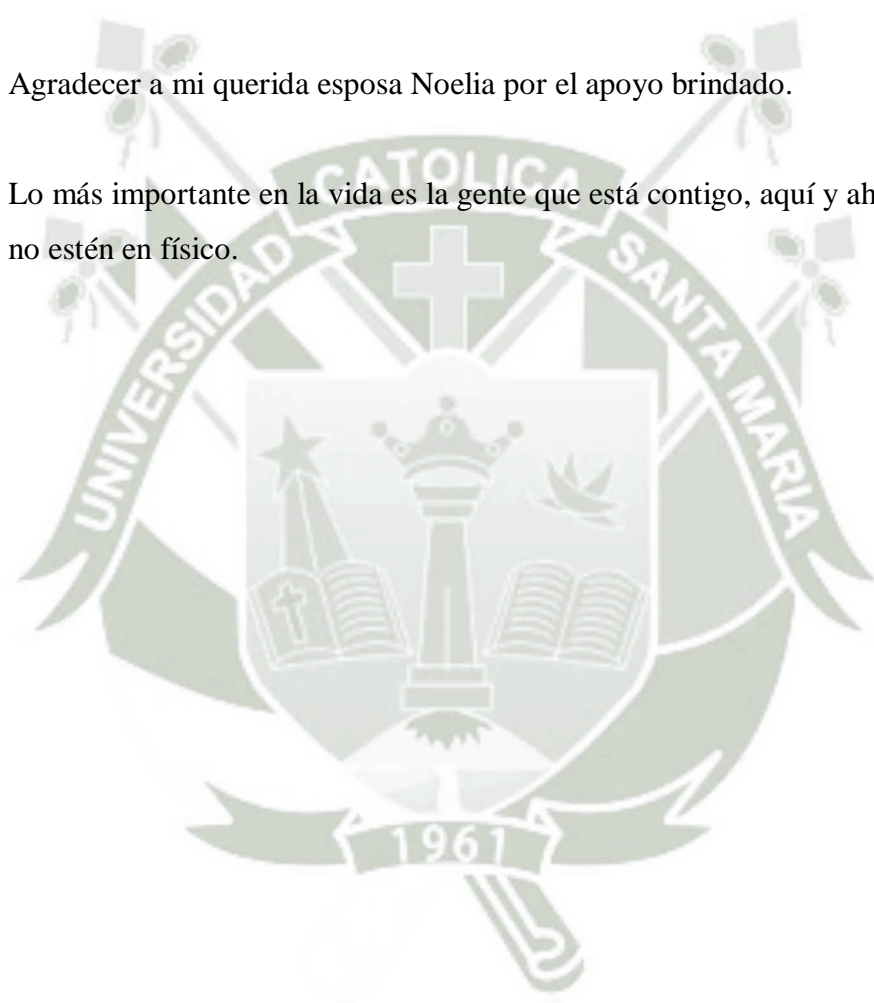 Agradecer a mi querida esposa Noelia por el apoyo brindado.
Lo más importante en la vida es la gente que está contigo, aquí y ah
no estén en físico.
UNIVERSIDAD CATOLICA SANTA MARIA
1961